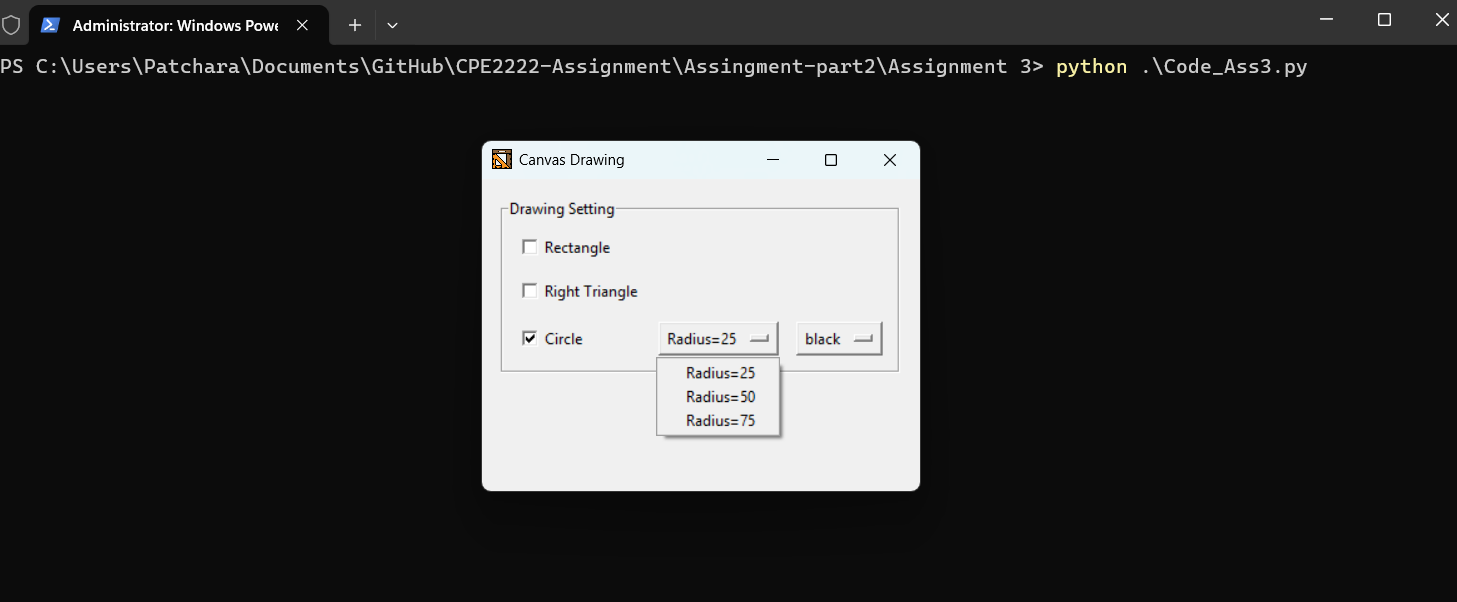 Administrator: Windows Powe
PS C:\Users\Patchara\Documents\GitHub\CPE2222-Assignment\Assingment-part2\Assignment 3> python .\Code_Ass3.py
Canvas Drawing
Drawing Setting
Rectangle
Right Triangle
Circle Radius=25 black
Radius=25
Radius=50
Radius=75